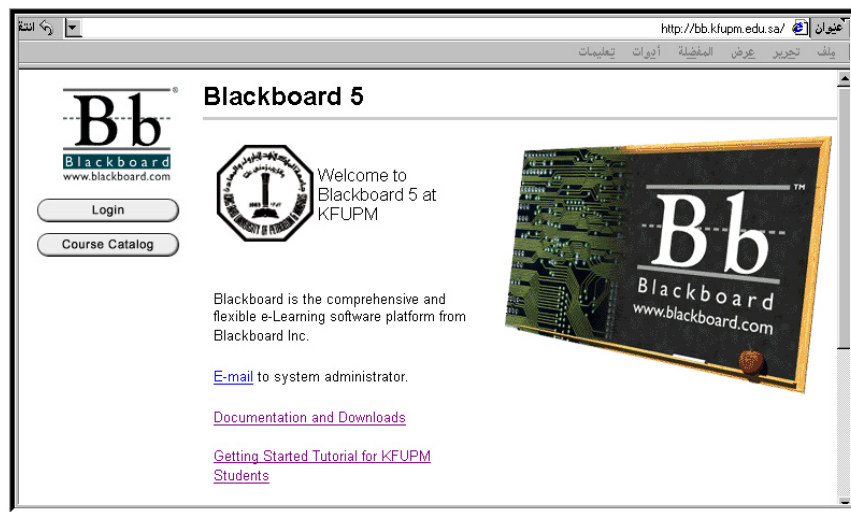 عنوان http://bb.kfupm.edu.sa/
ملف تحرير عرض المفضلة أدوات تعليمات
Bb®
Blackboard
www.blackboard.com
Login
Course Catalog
Blackboard 5
Welcome to
Blackboard 5 at
KFUPM
Blackboard is the comprehensive and
flexible e-Learning software platform from
Blackboard Inc.
E-mail to system administrator.
Documentation and Downloads
Getting Started Tutorial for KFUPM
Students
Bb™
Blackboard
www.blackboard.com